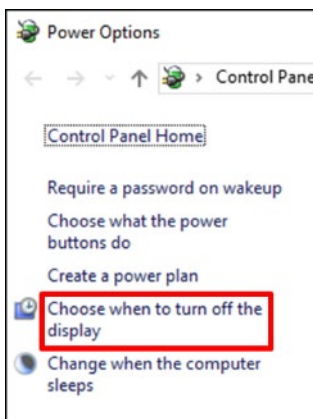 Power Options
Control Pane
Control Panel Home
Require a password on wakeup
Choose what the power
buttons do
Create a power plan
Choose when to turn off the
display
Change when the computer
sleeps